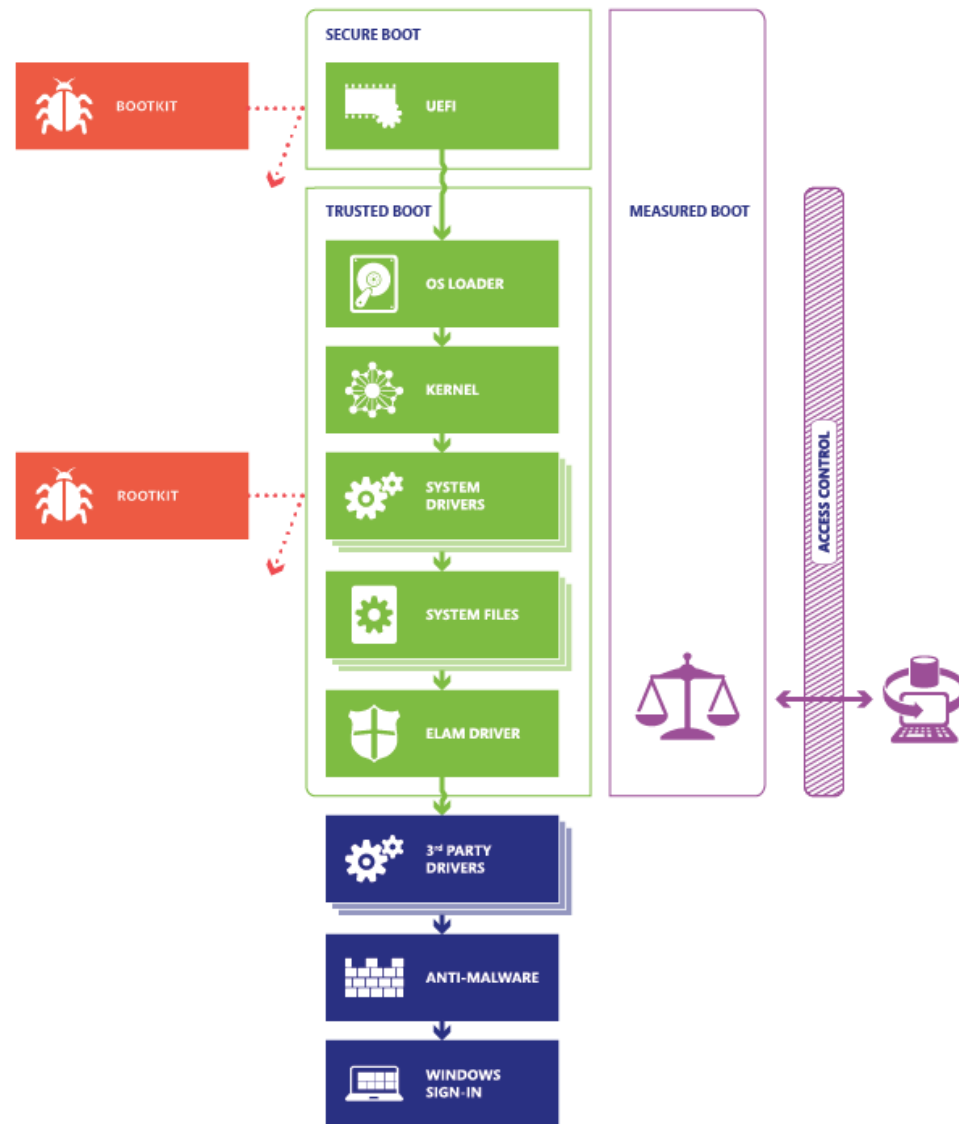 SECURE BOOT
BOOTKIT
UEFI
TRUSTED BOOT
MEASURED BOOT
OS LOADER
KERNEL
ROOTKIT
SYSTEM
DRIVERS
ACCESS CONTROL
SYSTEM FILES
ELAM DRIVER
3rd PARTY
DRIVERS
ANTI-MALWARE
WINDOWS
SIGN-IN